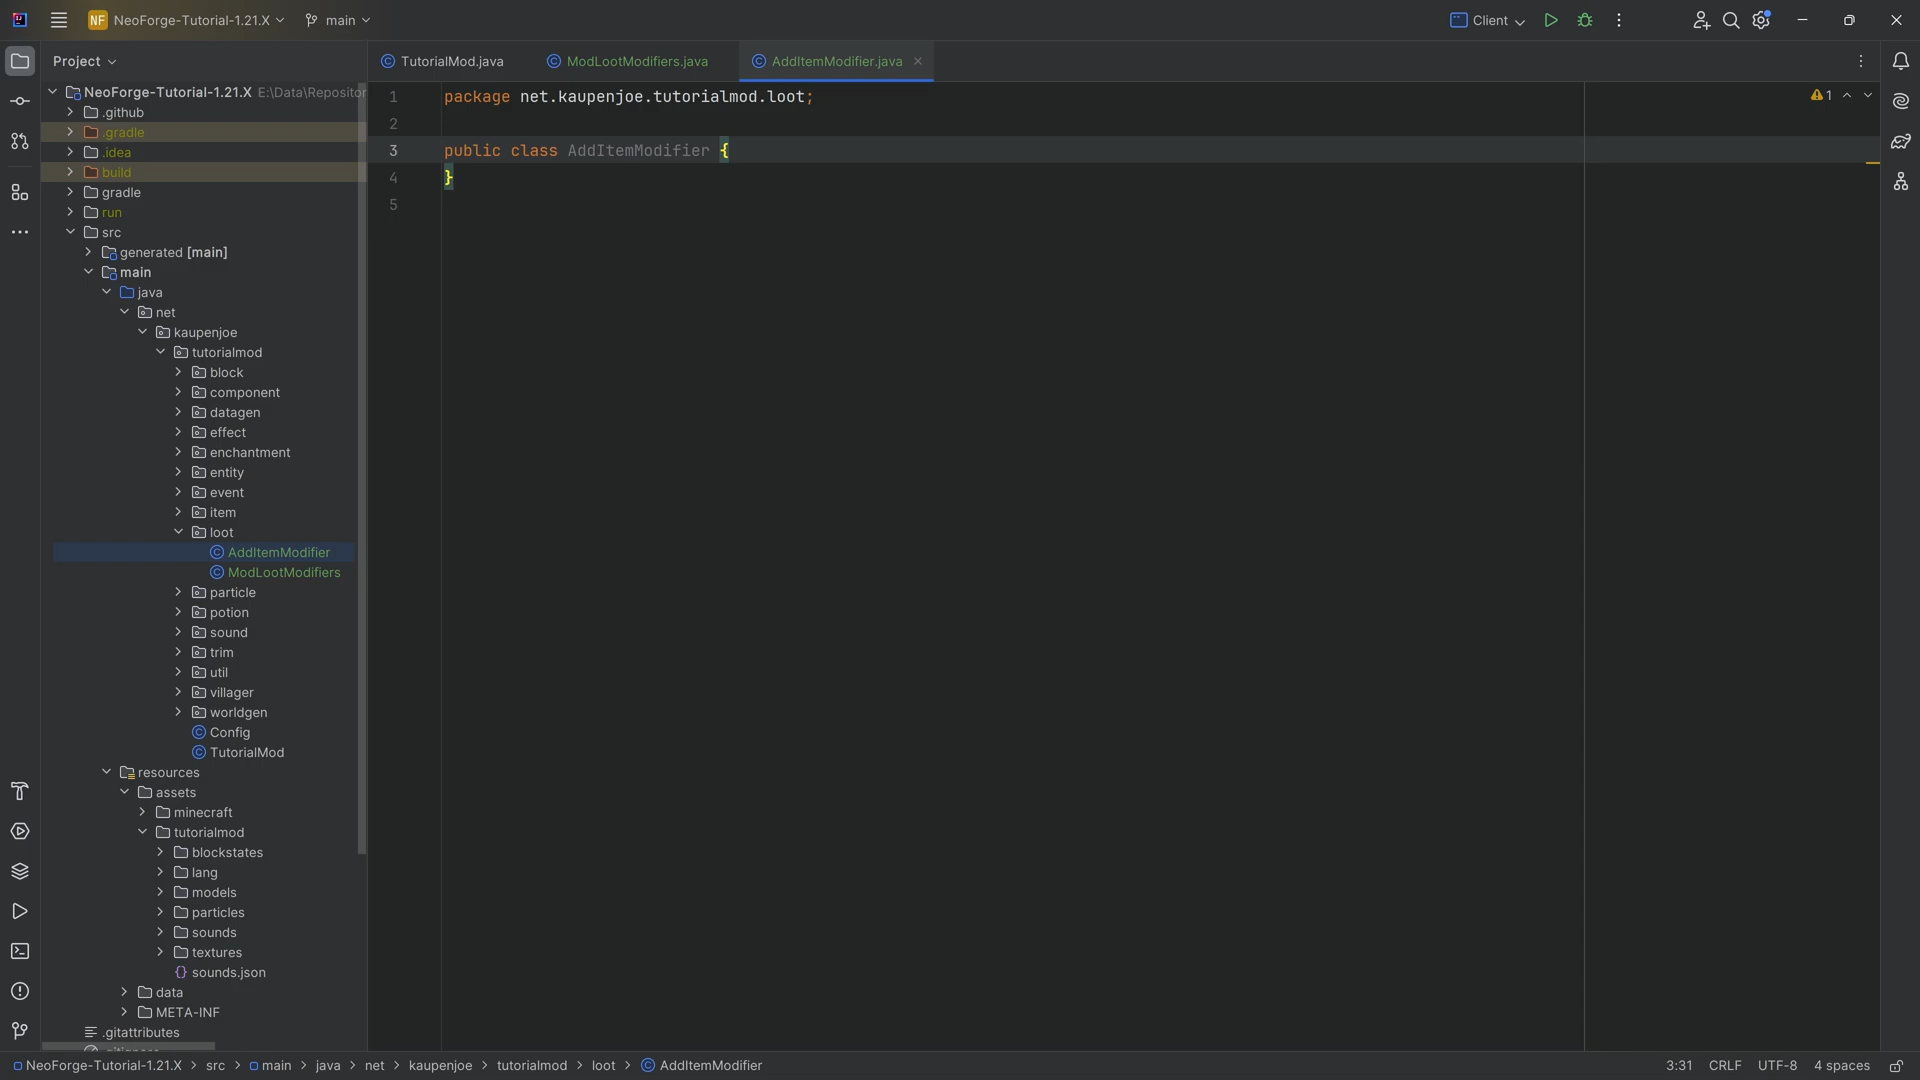 NF NeoForge-Tutorial-1.21.X main Client
Project
TutorialMod.java ModLootModifiers.java AddItemModifier.java
NeoForge-Tutorial-1.21.X E:\Data\Repositor
.github
.gradle
.idea
build
gradle
run
src
generated [main]
main
java
net
kaupenjoe
tutorialmod
block
component
datagen
effect
enchantment
entity
event
item
loot
AddItemModifier
ModLootModifiers
particle
potion
sound
trim
util
villager
worldgen
Config
TutorialMod
resources
assets
minecraft
tutorialmod
blockstates
lang
models
particles
sounds
textures
{} sounds.json
data
META-INF
.gitattributes
1 package net.kaupenjoe.tutorialmod.loot;
2
3 public class AddItemModifier {
4 }
5
1
NeoForge-Tutorial-1.21.X > src > main > java > net > kaupenjoe > tutorialmod > loot > AddItemModifier
3:31 CRLF UTF-8 4 spaces